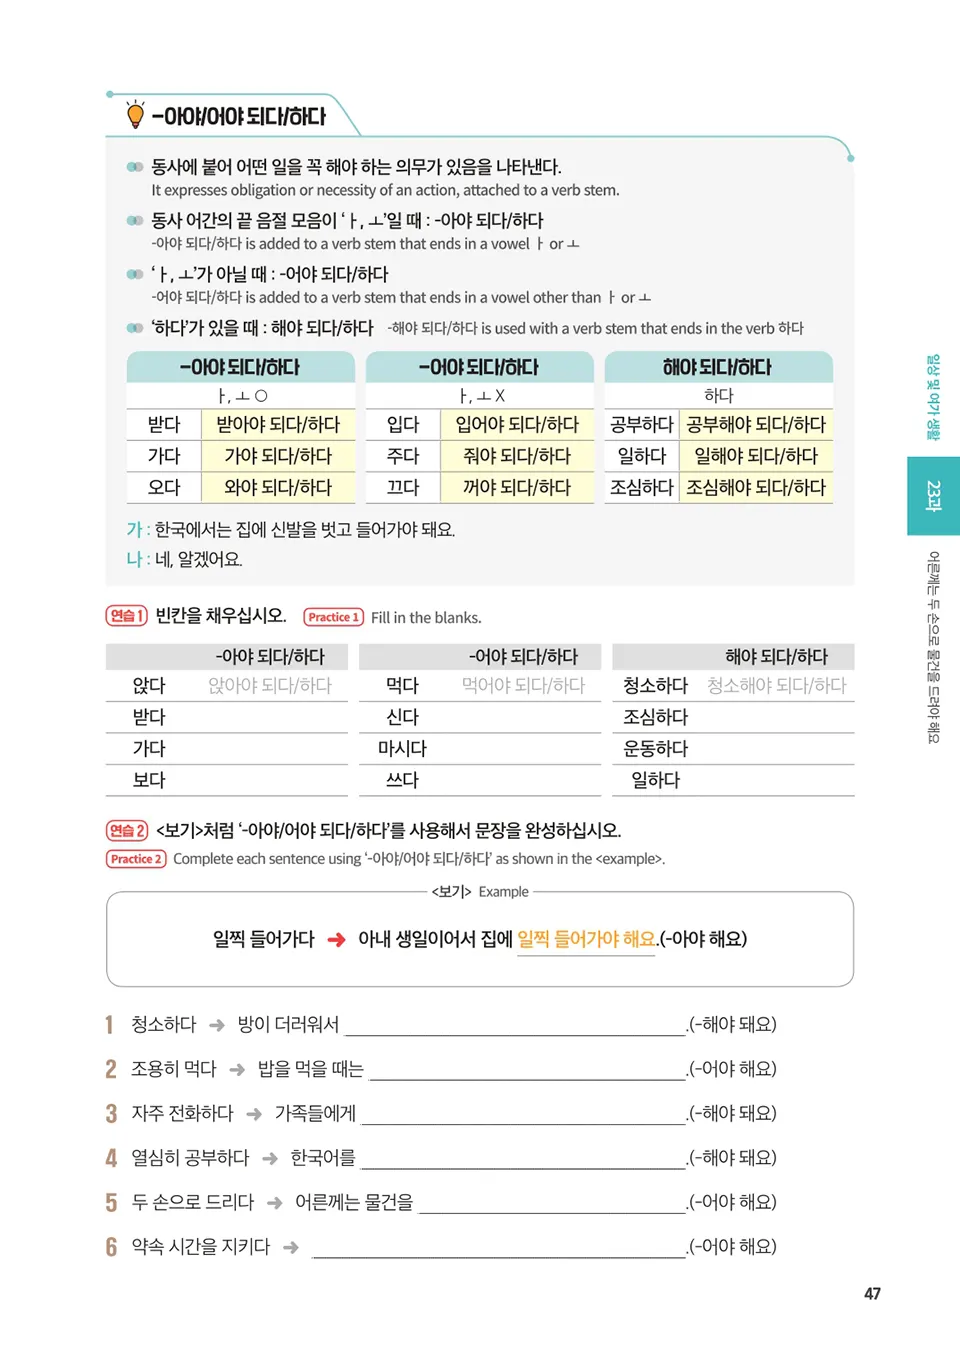 -아야/어야 되다/하다
동사에 붙어 어떤 일을 꼭 해야 하는 의무가 있음을 나타낸다.
It expresses obligation or necessity of an action, attached to a verb stem.
동사 어간의 끝 음절 모음이 ‘ㅏ, ㅗ’일 때 : -아야 되다/하다
-아야 되다/하다 is added to a verb stem that ends in a vowel ㅏ or ㅗ
‘ㅏ, ㅗ’가 아닐 때 : -어야 되다/하다
-어야 되다/하다 is added to a verb stem that ends in a vowel other than ㅏ or ㅗ
‘하다’가 있을 때 : 해야 되다/하다 -해야 되다/하다 is used with a verb stem that ends in the verb 하다
-아야 되다/하다 -어야 되다/하다 해야 되다/하다
ㅏ, ㅗ O ㅏ, ㅗ X 하다
받다 받아야 되다/하다 입다 입어야 되다/하다 공부하다 공부해야 되다/하다
가다 가야 되다/하다 주다 줘야 되다/하다 일하다 일해야 되다/하다
오다 와야 되다/하다 끄다 꺼야 되다/하다 조심하다 조심해야 되다/하다
가 : 한국에서는 집에 신발을 벗고 들어가야 돼요.
나 : 네, 알겠어요.
연습 1 빈칸을 채우십시오. Practice 1 Fill in the blanks.
-아야 되다/하다 -어야 되다/하다 해야 되다/하다
앉다 앉아야 되다/하다 먹다 먹어야 되다/하다 청소하다 청소해야 되다/하다
받다 신다 조심하다
가다 마시다 운동하다
보다 쓰다 일하다
연습 2 <보기>처럼 ‘-아야/어야 되다/하다’를 사용해서 문장을 완성하십시오.
Practice 2 Complete each sentence using ‘-아야/어야 되다/하다’ as shown in the <example>.
<보기> Example
일찍 들어가다 ➜ 아내 생일이어서 집에 일찍 들어가야 해요.(-아야 해요)
1 청소하다 ➜ 방이 더러워서 .(-해야 돼요)
2 조용히 먹다 ➜ 밥을 먹을 때는 .(-어야 해요)
3 자주 전화하다 ➜ 가족들에게 .(-해야 돼요)
4 열심히 공부하다 ➜ 한국어를 .(-해야 돼요)
5 두 손으로 드리다 ➜ 어른께는 물건을 .(-어야 해요)
6 약속 시간을 지키다 ➜ .(-어야 해요)
일상 및 여가 생활
23과
어른께는 두 손으로 물건을 드려야 해요
47